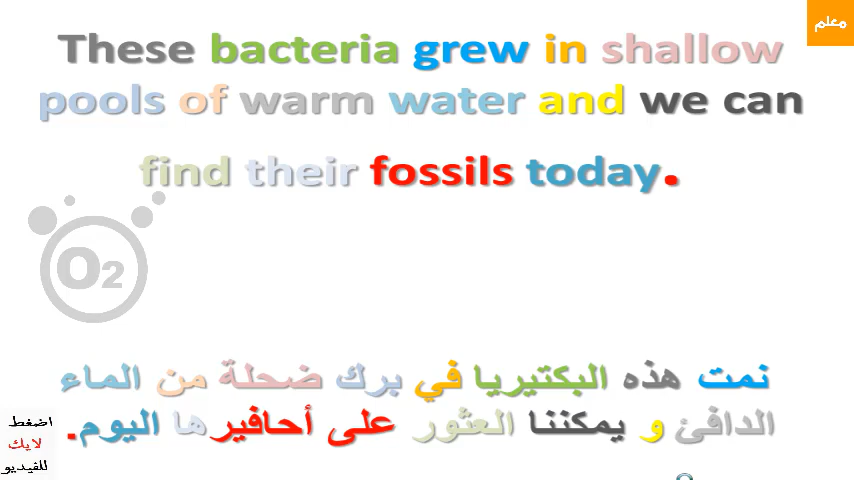 معلم
These bacteria grew in shallow
pools of warm water and we can
find their fossils today.
O2
نمت هذه البكتيريا في برك ضحلة من الماء
الدافئ و يمكننا العثور على أحافيرها اليوم.
اضغط
لايك
للفيديو